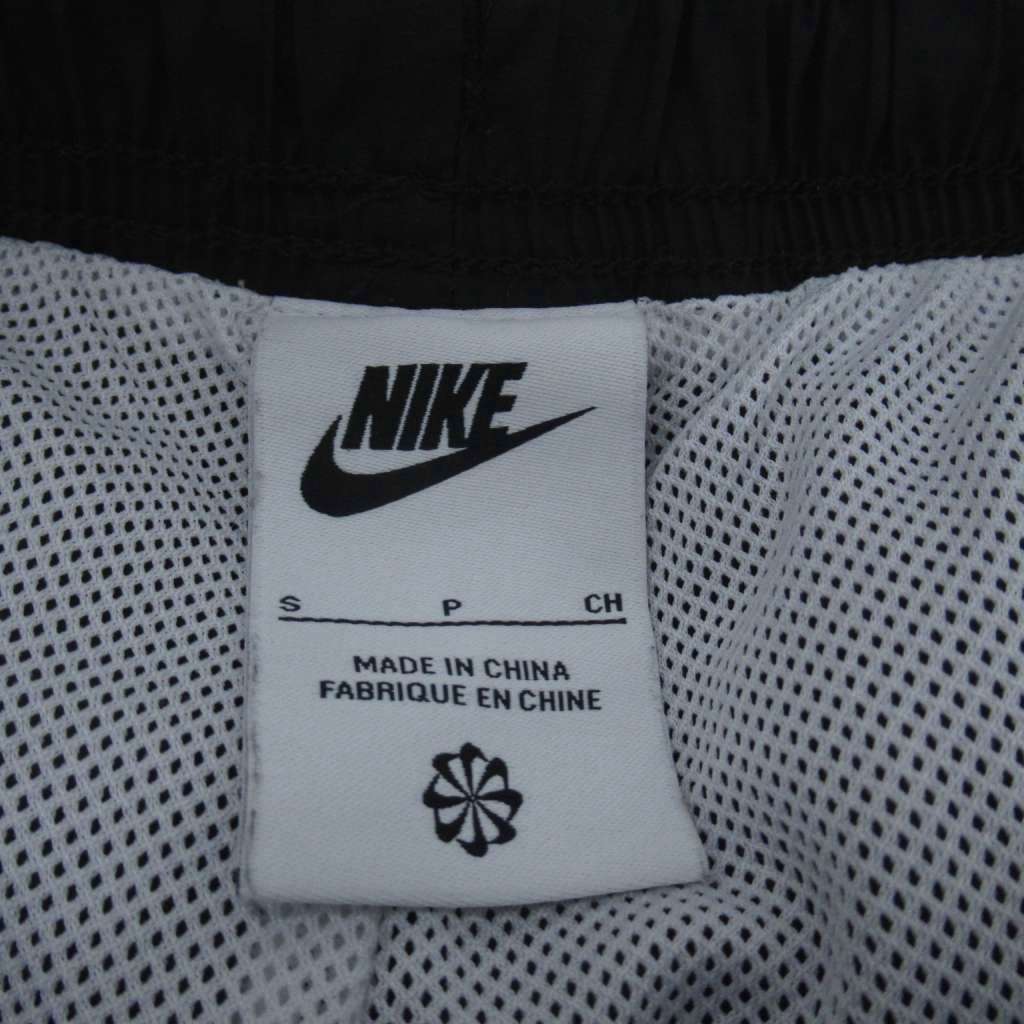 NIKE
S P CH
MADE IN CHINA
FABRIQUE EN CHINE